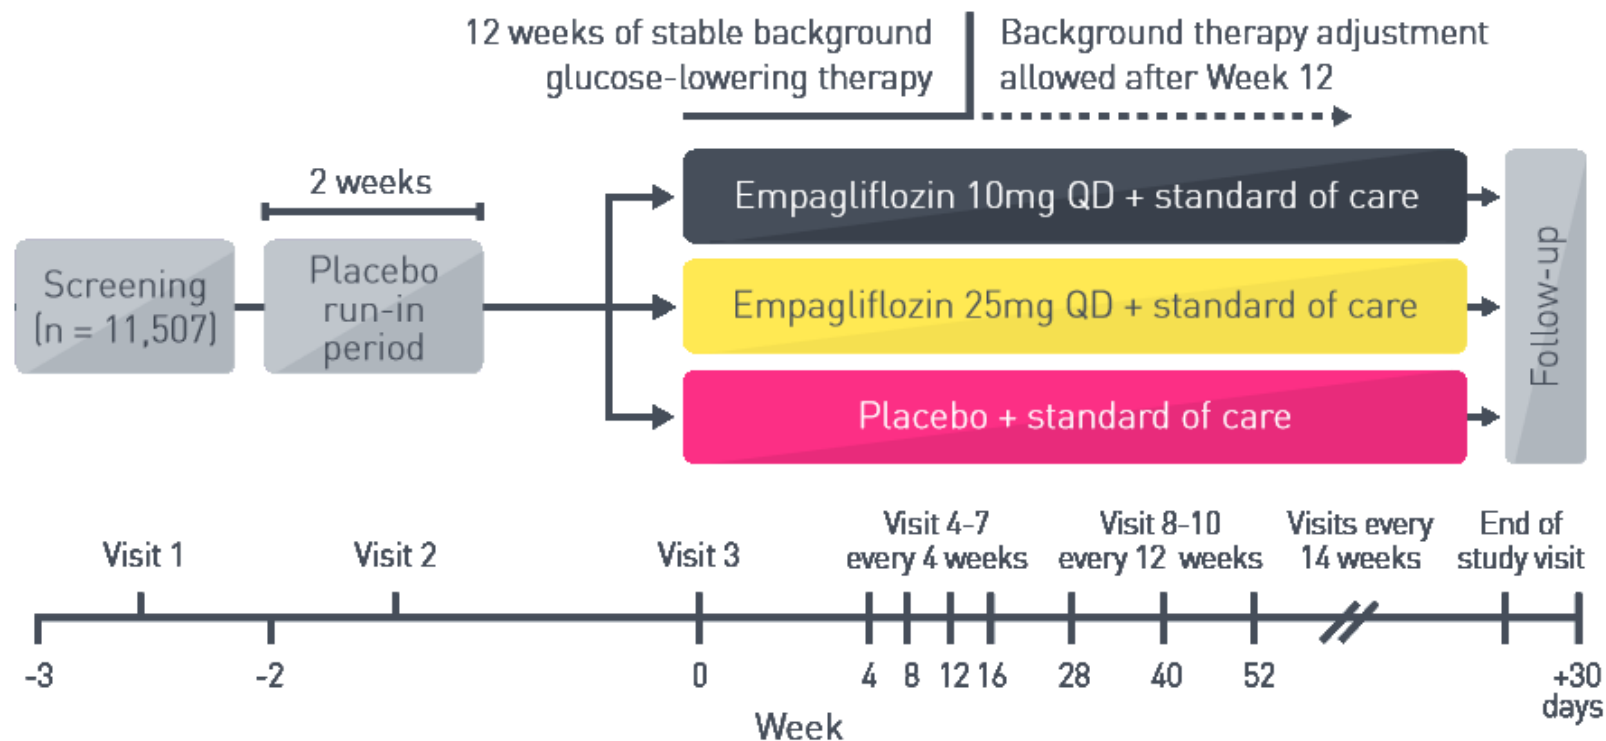 12 weeks of stable background
glucose-lowering therapy
Background therapy adjustment
allowed after Week 12
2 weeks
Screening
(n = 11,507)
Placebo
run-in
period
Empagliflozin 10mg QD + standard of care
Empagliflozin 25mg QD + standard of care
Placebo + standard of care
Follow-up
Visit 1
Visit 2
Visit 3
Visit 4-7
every 4 weeks
Visit 8-10
every 12 weeks
Visits every
14 weeks
End of
study visit
-3
-2
0
4
8
12
16
28
40
52
+30
days
Week